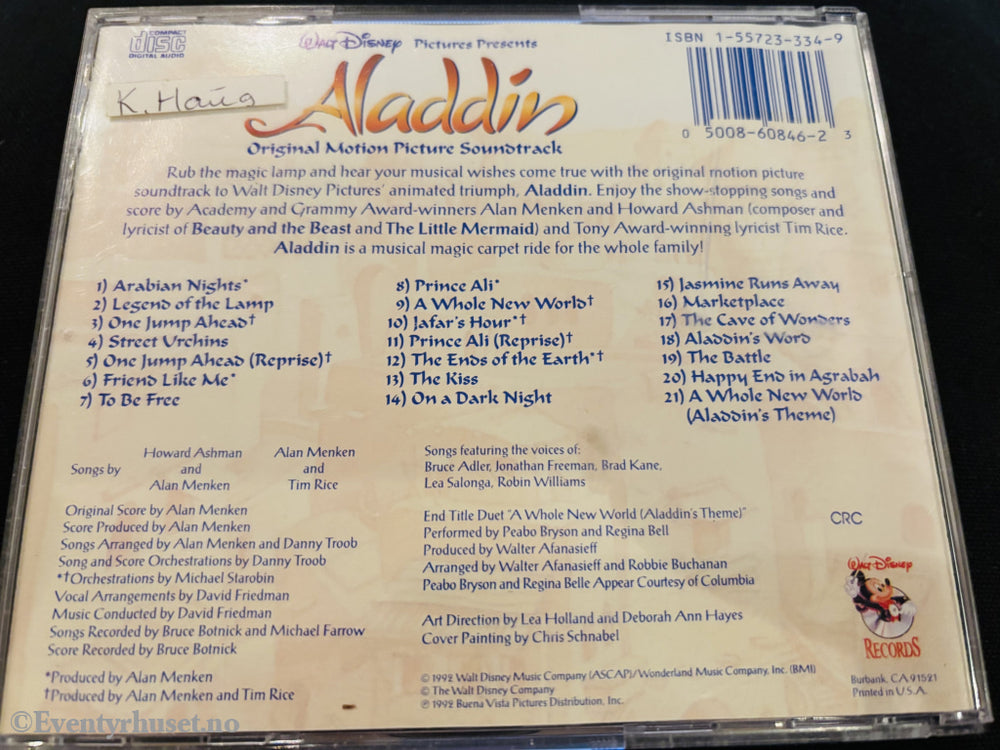 COMPACT
disc
DIGITAL AUDIO
Walt Disney Pictures Presents
ISBN 1-55723-334-9
K. Haug
Aladdin
0 5008-60846-2 3
Original Motion Picture Soundtrack
Rub the magic lamp and hear your musical wishes come true with the original motion picture
soundtrack to Walt Disney Pictures' animated triumph, Aladdin. Enjoy the show-stopping songs and
score by Academy and Grammy Award-winners Alan Menken and Howard Ashman (composer and
lyricist of Beauty and the Beast and The Little Mermaid) and Tony Award-winning lyricist Tim Rice.
Aladdin is a musical magic carpet ride for the whole family!
1) Arabian Nights*
2) Legend of the Lamp
3) One Jump Ahead†
4) Street Urchins
5) One Jump Ahead (Reprise)†
6) Friend Like Me*
7) To Be Free
8) Prince Ali*
9) A Whole New World†
10) Jafar's Hour*†
11) Prince Ali (Reprise)†
12) The Ends of the Earth*†
13) The Kiss
14) On a Dark Night
15) Jasmine Runs Away
16) Marketplace
17) The Cave of Wonders
18) Aladdin's Word
19) The Battle
20) Happy End in Agrabah
21) A Whole New World
(Aladdin's Theme)
Songs by
Howard Ashman
and
Alan Menken
Alan Menken
and
Tim Rice
Original Score by Alan Menken
Score Produced by Alan Menken
Songs Arranged by Alan Menken and Danny Troob
Song and Score Orchestrations by Danny Troob
*†Orchestrations by Michael Starobin
Vocal Arrangements by David Friedman
Music Conducted by David Friedman
Songs Recorded by Bruce Botnick and Michael Farrow
Score Recorded by Bruce Botnick
*Produced by Alan Menken
†Produced by Alan Menken and Tim Rice
Songs featuring the voices of:
Bruce Adler, Jonathan Freeman, Brad Kane,
Lea Salonga, Robin Williams
End Title Duet "A Whole New World (Aladdin's Theme)"
Performed by Peabo Bryson and Regina Bell
Produced by Walter Afanasieff
Arranged by Walter Afanasieff and Robbie Buchanan
Peabo Bryson and Regina Belle Appear Courtesy of Columbia
Art Direction by Lea Holland and Deborah Ann Hayes
Cover Painting by Chris Schnabel
© 1992 Walt Disney Music Company (ASCAP)/Wonderland Music Company, Inc. (BMI)
© The Walt Disney Company
℗ 1992 Buena Vista Pictures Distribution, Inc.
CRC
Walt Disney
RECORDS
Burbank, CA 91521
Printed in U.S.A.
©Eventyrhuset.no